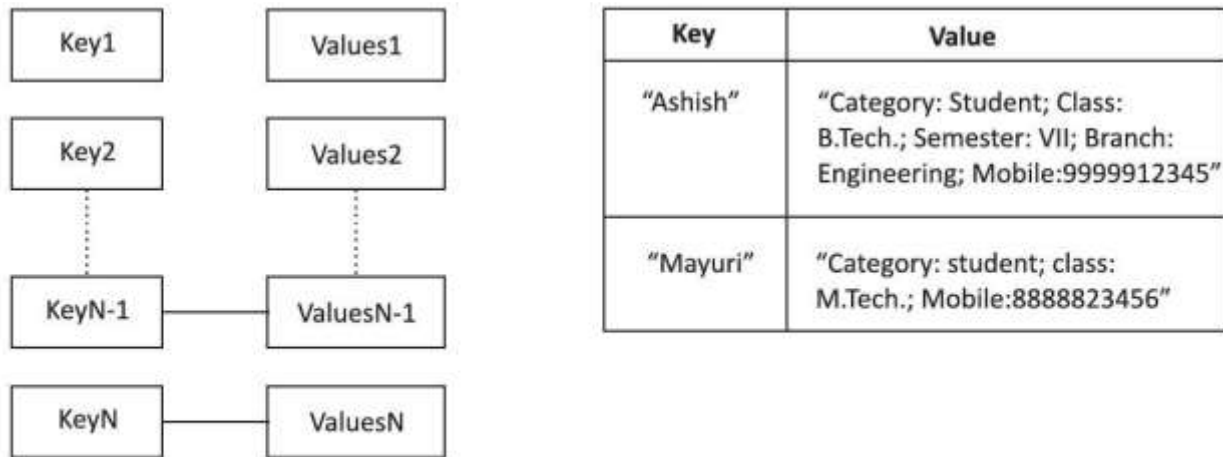 Key1
Values1
Key2
Values2
KeyN-1
ValuesN-1
KeyN
ValuesN
Key
Value
“Ashish”
“Category: Student; Class:
B.Tech.; Semester: VII; Branch:
Engineering; Mobile:9999912345”
“Mayuri”
“Category: student; class:
M.Tech.; Mobile:8888823456”